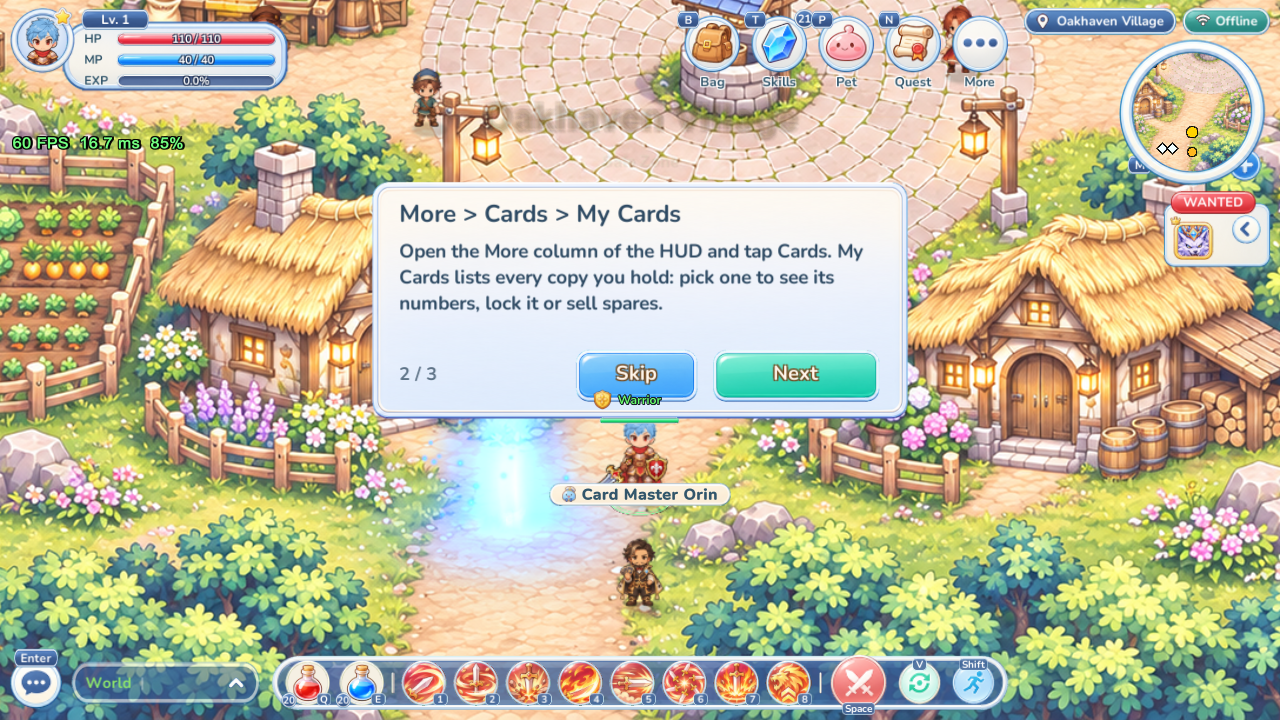 Lv. 1
HP 110 / 110
MP 40 / 40
EXP 0.0%
60 FPS 16.7 ms 85%
B T 21 P N
Bag Skills Pet Quest More
Oakhaven Village
Offline
M
WANTED
More > Cards > My Cards
Open the More column of the HUD and tap Cards. My
Cards lists every copy you hold: pick one to see its
numbers, lock it or sell spares.
2 / 3
Skip
Next
Warrior
Card Master Orin
Enter
World
20 Q 20 E 1 2 3 4 5 6 7 8
Space
V
Shift